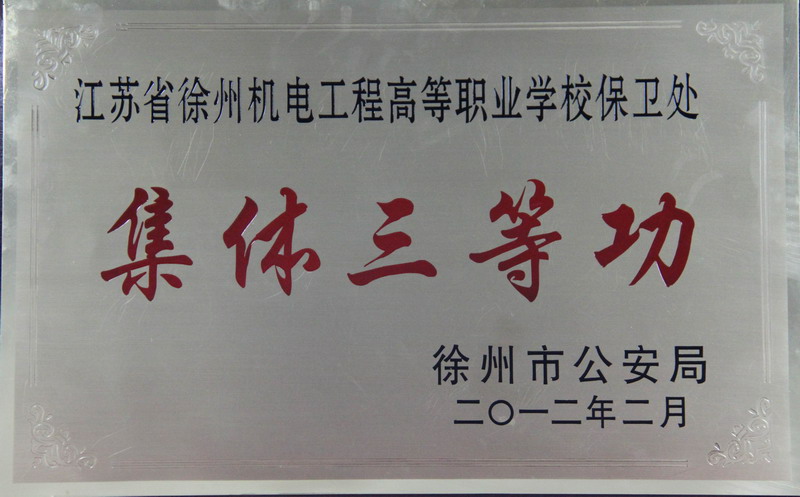 江苏省徐州机电工程高等职业学校保卫处
集体三等功
徐州市公安局
二〇一二年二月